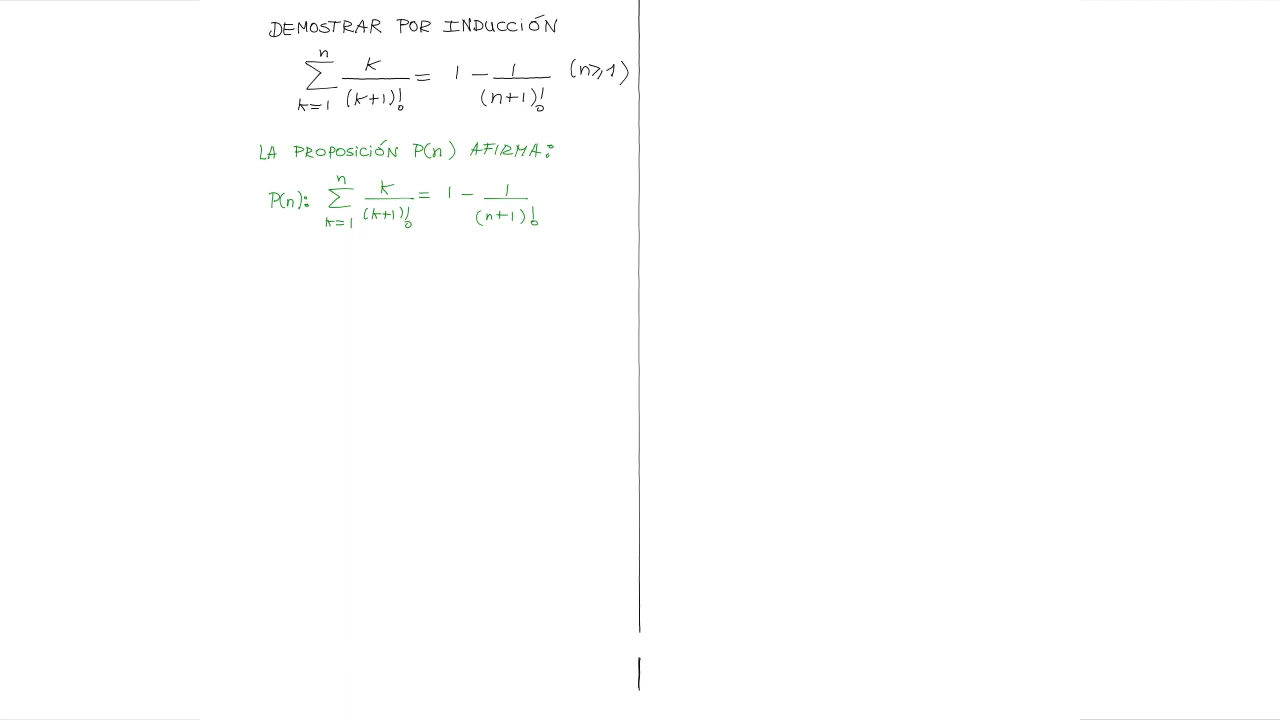 DEMOSTRAR POR INDUCCIÓN
∑_{k=1}^{n} k/(k+1)! = 1 - 1/(n+1)! (n≥1)
LA PROPOSICIÓN P(n) AFIRMA:
P(n): ∑_{k=1}^{n} k/(k+1)! = 1 - 1/(n+1)!